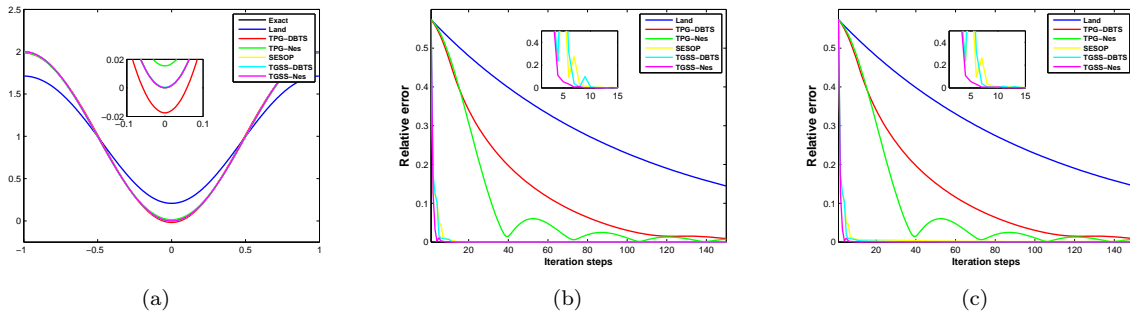 2.5
2
1.5
1
0.5
0
−1
−0.5
0
0.5
1
0.02
0
−0.02
−0.1
0
0.1
Exact
Land
TPG−DBTS
TPG−Nes
SESOP
TGSS−DBTS
TGSS−Nes
(a)
Relative error
0.5
0.4
0.3
0.2
0.1
0
20
40
60
80
100
120
140
Iteration steps
0.4
0.2
0
5
10
15
Land
TPG−DBTS
TPG−Nes
SESOP
TGSS−DBTS
TGSS−Nes
(b)
Relative error
0.5
0.4
0.3
0.2
0.1
0
20
40
60
80
100
120
140
Iteration steps
0.4
0.2
0
5
10
15
Land
TPG−DBTS
TPG−Nes
SESOP
TGSS−DBTS
TGSS−Nes
(c)